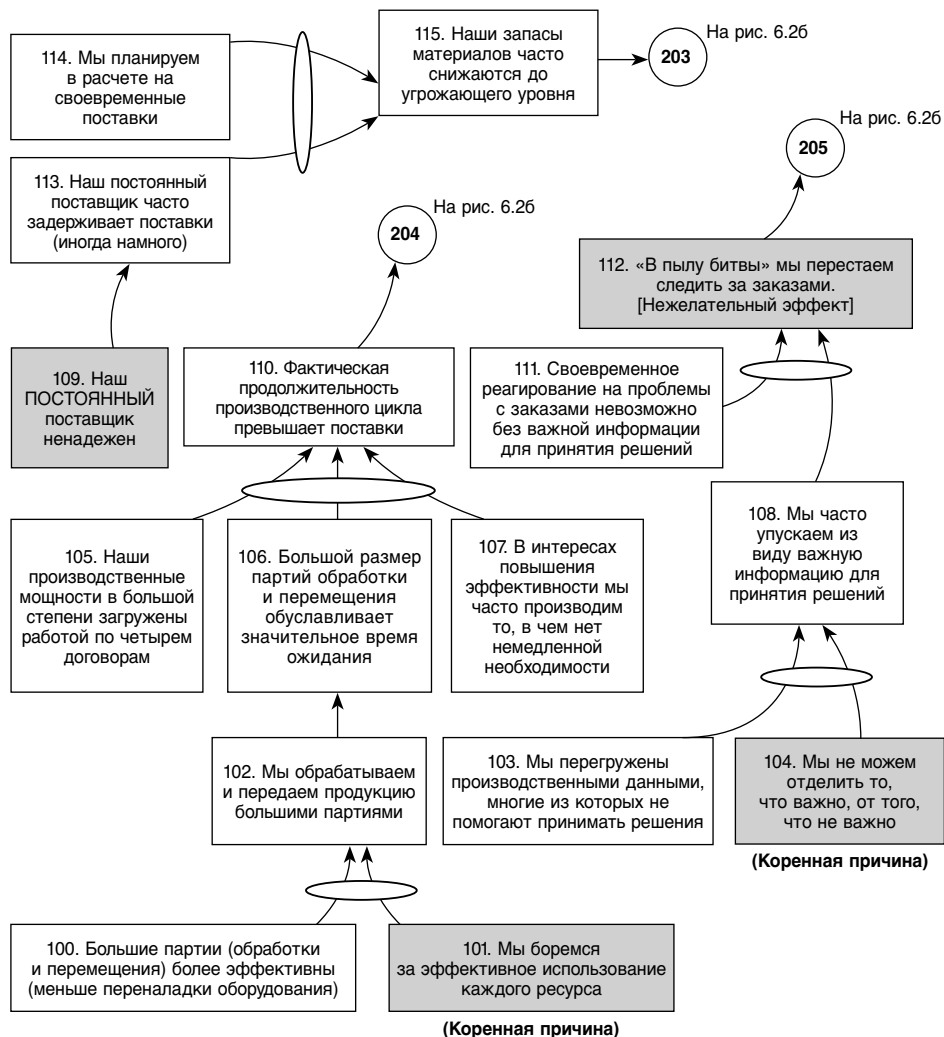 114. Мы планируем
в расчете на
своевременные
поставки
115. Наши запасы
материалов часто
снижаются до
угрожающего уровня
На рис. 6.2б
203
113. Наш постоянный
поставщик часто
задерживает поставки
(иногда намного)
На рис. 6.2б
204
На рис. 6.2б
205
112. «В пылу битвы» мы перестаем
следить за заказами.
[Нежелательный эффект]
109. Наш
ПОСТОЯННЫЙ
поставщик
ненадежен
110. Фактическая
продолжительность
производственного цикла
превышает поставки
111. Своевременное
реагирование на проблемы
с заказами невозможно
без важной информации
для принятия решений
105. Наши
производственные
мощности в большой
степени загружены
работой по четырем
договорам
106. Большой размер
партий обработки
и перемещения
обуславливает
значительное время
ожидания
107. В интересах
повышения
эффективности мы
часто производим
то, в чем нет
немедленной
необходимости
108. Мы часто
упускаем из
виду важную
информацию для
принятия решений
102. Мы обрабатываем
и передаем продукцию
большими партиями
103. Мы перегружены
производственными данными,
многие из которых не
помогают принимать решения
104. Мы не можем
отделить то,
что важно, от того,
что не важно
(Коренная причина)
100. Большие партии (обработки
и перемещения) более эффективны
(меньше переналадки оборудования)
101. Мы боремся
за эффективное использование
каждого ресурса
(Коренная причина)